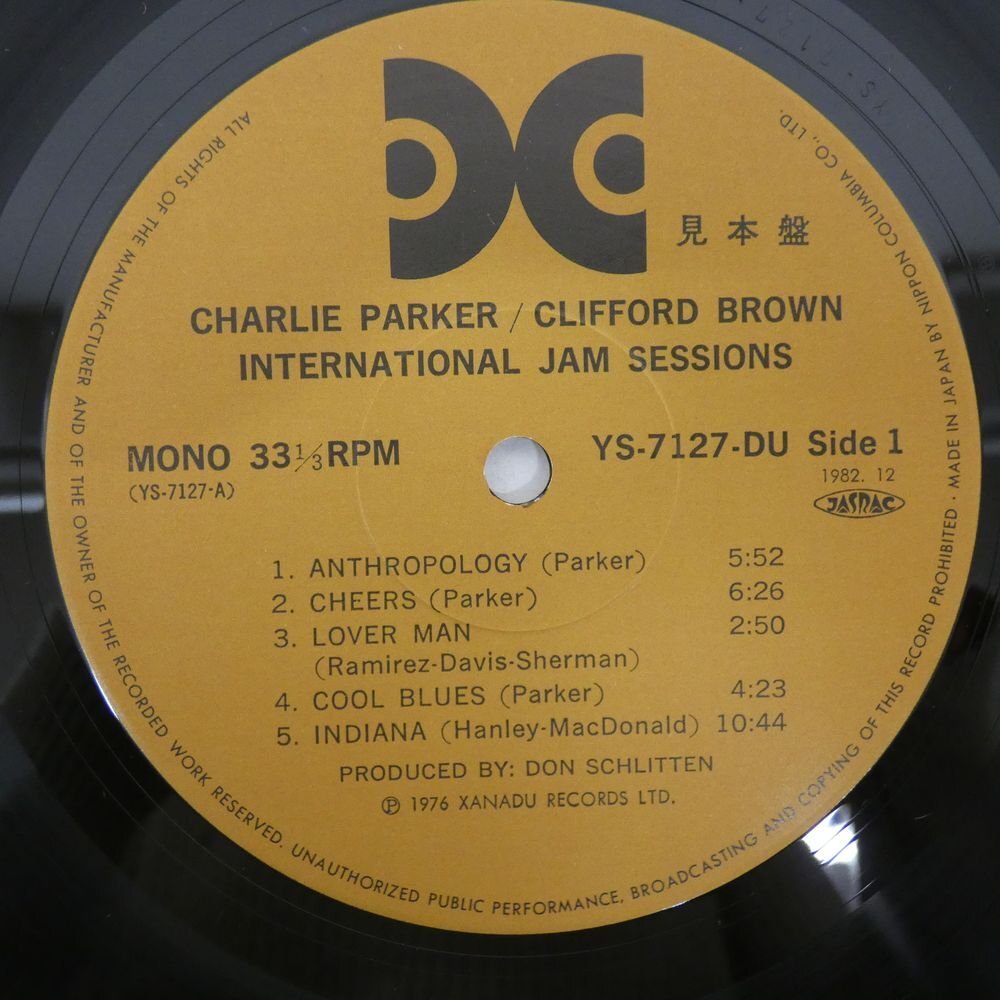 見本盤
CHARLIE PARKER / CLIFFORD BROWN
INTERNATIONAL JAM SESSIONS
MONO 33 1/3 RPM
(YS-7127-A)
YS-7127-DU Side 1
1982. 12
JASRAC
1. ANTHROPOLOGY (Parker) 5:52
2. CHEERS (Parker) 6:26
3. LOVER MAN 2:50
(Ramirez-Davis-Sherman)
4. COOL BLUES (Parker) 4:23
5. INDIANA (Hanley-MacDonald) 10:44
PRODUCED BY: DON SCHLITTEN
℗ 1976 XANADU RECORDS LTD.
ALL RIGHTS OF THE MANUFACTURER AND OF THE OWNER OF THE RECORDED WORK RESERVED. UNAUTHORIZED PUBLIC PERFORMANCE, BROADCASTING AND COPYING OF THIS RECORD PROHIBITED · MADE IN JAPAN BY NIPPON COLUMBIA CO., LTD.